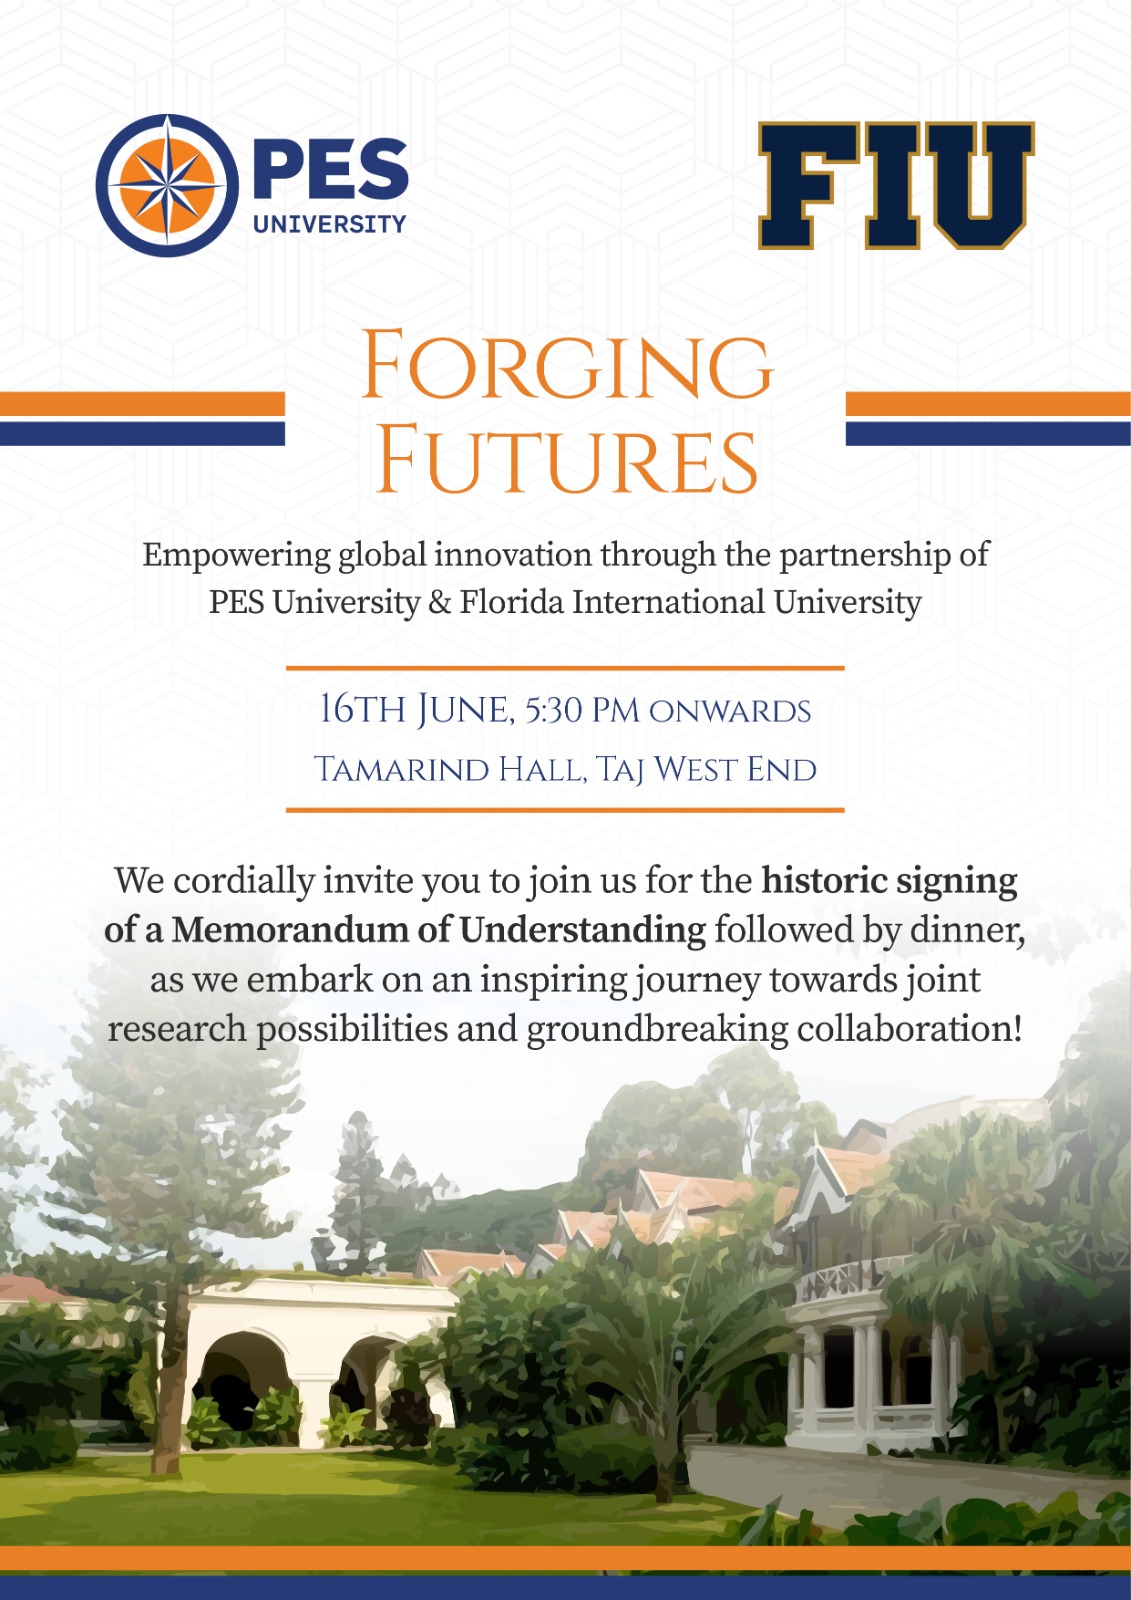 PES
UNIVERSITY
FIU
FORGING
FUTURES
Empowering global innovation through the partnership of
PES University & Florida International University
16TH JUNE, 5:30 PM ONWARDS
TAMARIND HALL, TAJ WEST END
We cordially invite you to join us for the historic signing
of a Memorandum of Understanding followed by dinner,
as we embark on an inspiring journey towards joint
research possibilities and groundbreaking collaboration!